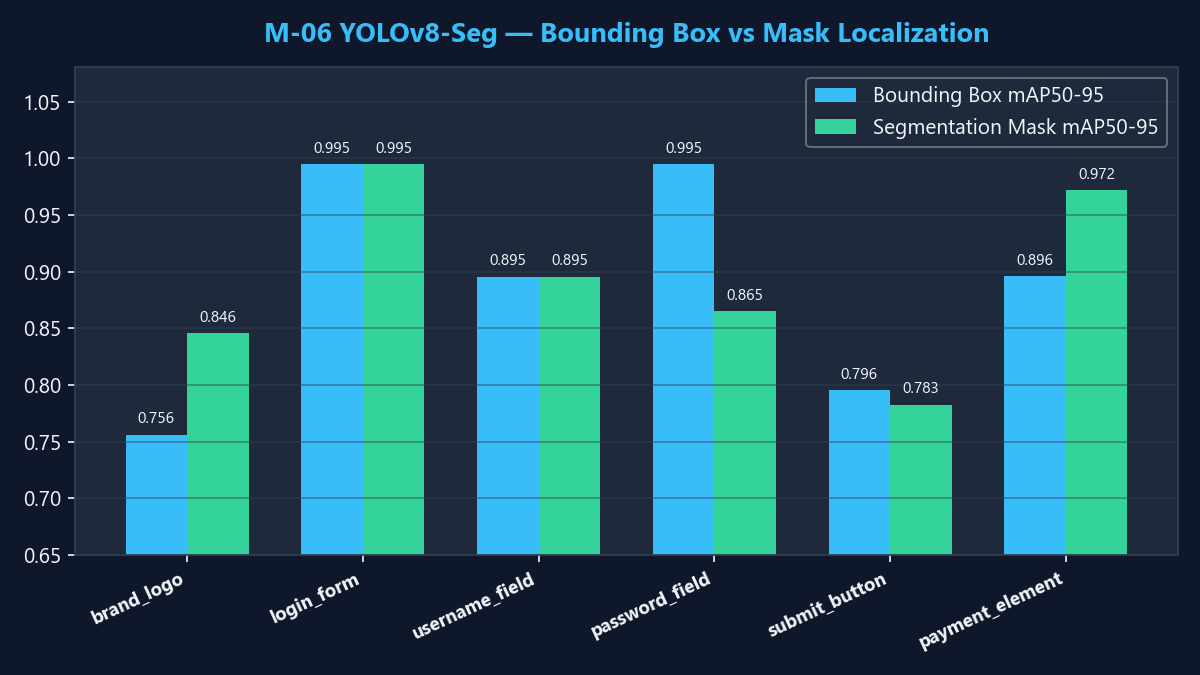 M-06 YOLOv8-Seg — Bounding Box vs Mask Localization
Bounding Box mAP50-95
Segmentation Mask mAP50-95
1.05
1.00
0.95
0.90
0.85
0.80
0.75
0.70
0.65
0.756
0.846
0.995
0.995
0.895
0.895
0.995
0.865
0.796
0.783
0.896
0.972
brand_logo
login_form
username_field
password_field
submit_button
payment_element